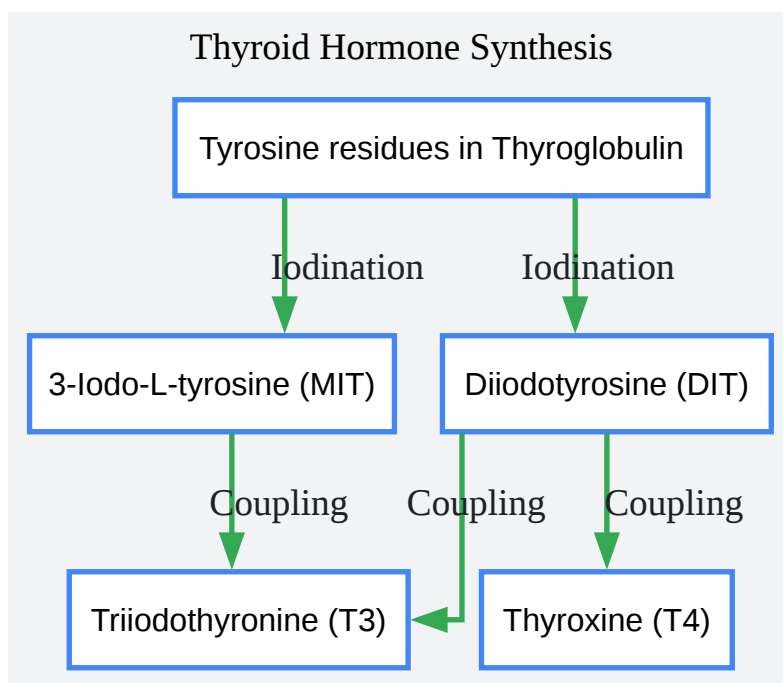 Thyroid Hormone Synthesis
Tyrosine residues in Thyroglobulin
Iodination
Iodination
3-Iodo-L-tyrosine (MIT)
Diiodotyrosine (DIT)
Coupling
Coupling
Coupling
Triiodothyronine (T3)
Thyroxine (T4)